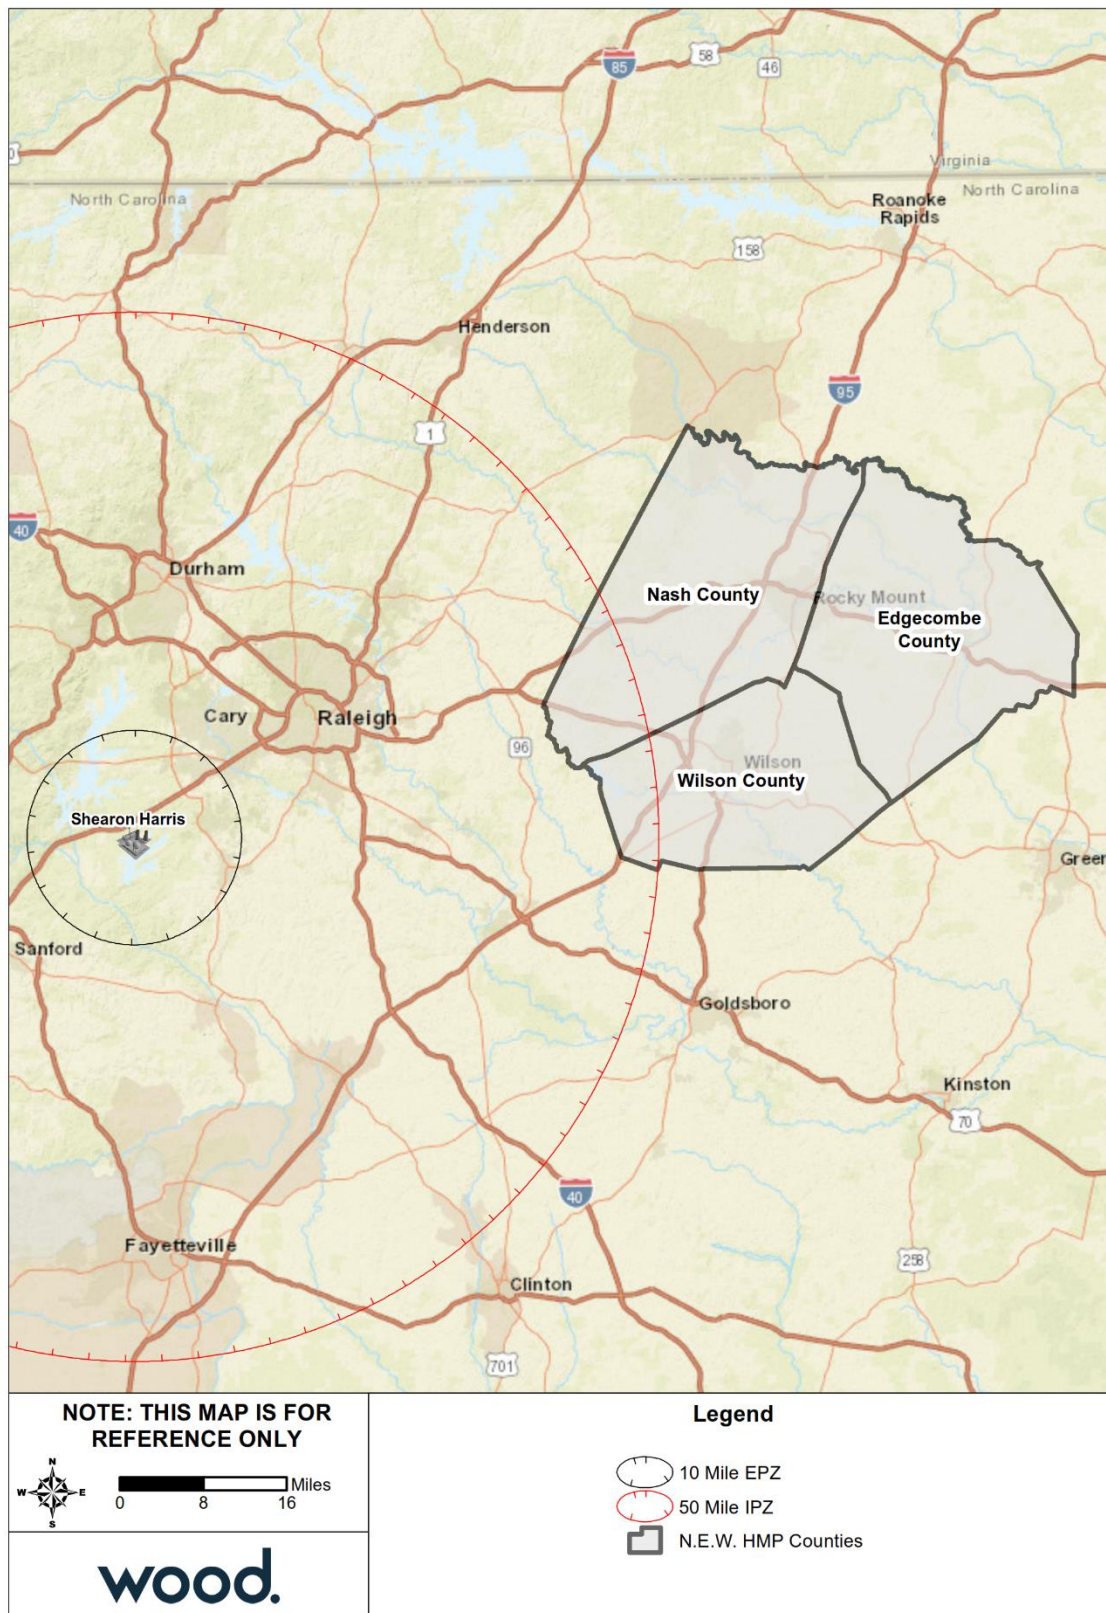 85
58
46
Virginia
North Carolina
North Carolina
Roanoke
Rapids
158
Henderson
95
1
40
Durham
Nash County
Rocky Mount
Edgecombe
County
Cary
Raleigh
96
Wilson
Wilson County
Shearon Harris
Green
Sanford
Goldsboro
Kinston
70
40
Fayetteville
258
Clinton
701
NOTE: THIS MAP IS FOR
REFERENCE ONLY
N
W E
S
Miles
0 8 16
wood.
Legend
10 Mile EPZ
50 Mile IPZ
N.E.W. HMP Counties